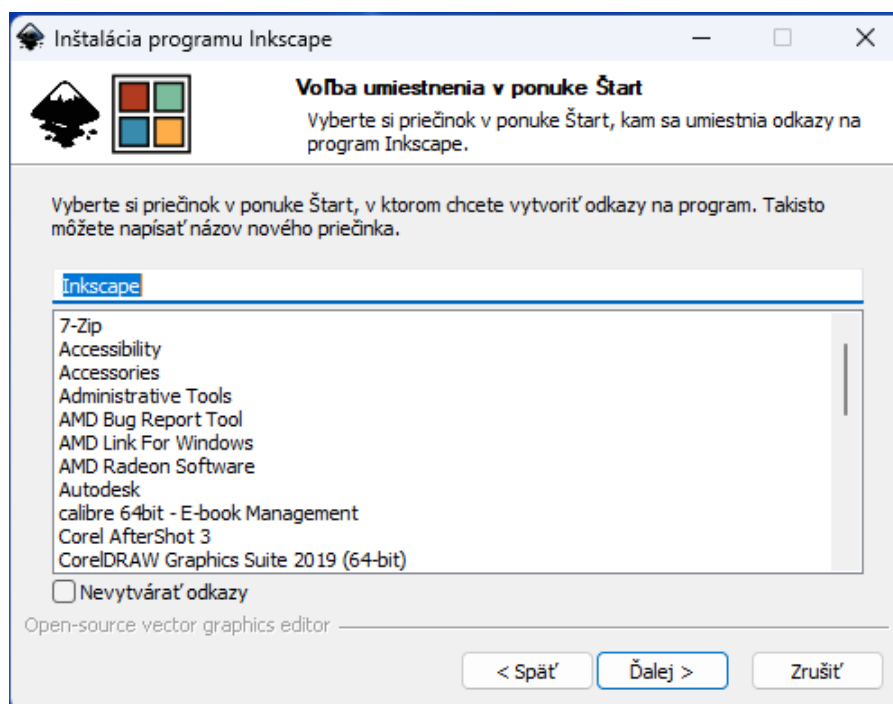 Inštalácia programu Inkscape
Voľba umiestnenia v ponuke Štart
Vyberte si priečinok v ponuke Štart, kam sa umiestnia odkazy na
program Inkscape.
Vyberte si priečinok v ponuke Štart, v ktorom chcete vytvoriť odkazy na program. Takisto
môžete napísať názov nového priečinka.
Inkscape
7-Zip
Accessibility
Accessories
Administrative Tools
AMD Bug Report Tool
AMD Link For Windows
AMD Radeon Software
Autodesk
calibre 64bit - E-book Management
Corel AfterShot 3
CorelDRAW Graphics Suite 2019 (64-bit)
Nevytvárať odkazy
Open-source vector graphics editor
< Späť
Ďalej >
Zrušiť